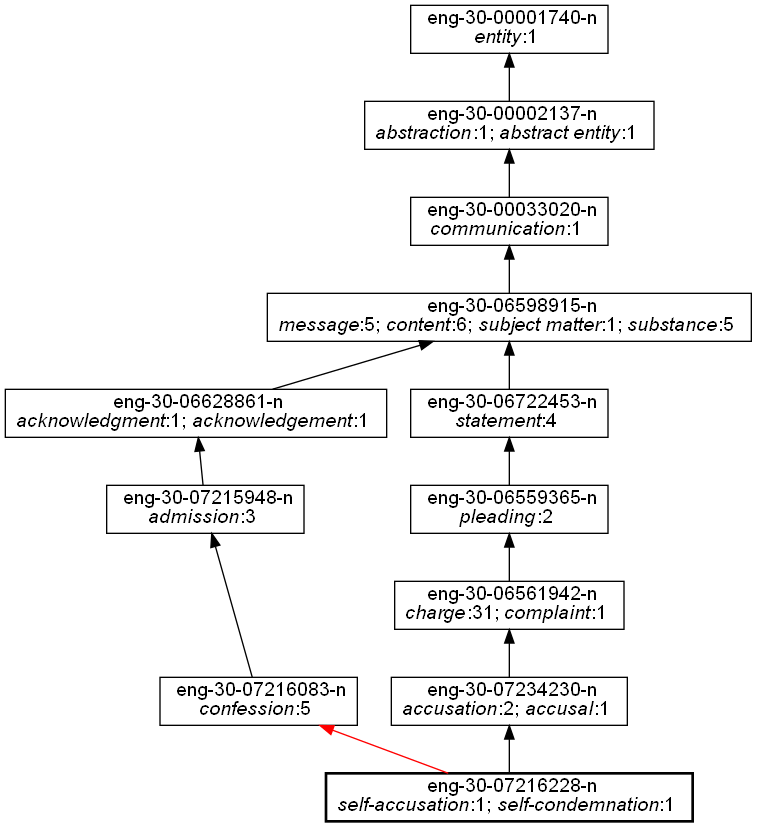 eng-30-00001740-n
entity:1
eng-30-00002137-n
abstraction:1; abstract entity:1
eng-30-00033020-n
communication:1
eng-30-06598915-n
message:5; content:6; subject matter:1; substance:5
eng-30-06628861-n
acknowledgment:1; acknowledgement:1
eng-30-06722453-n
statement:4
eng-30-07215948-n
admission:3
eng-30-06559365-n
pleading:2
eng-30-06561942-n
charge:31; complaint:1
eng-30-07216083-n
confession:5
eng-30-07234230-n
accusation:2; accusal:1
eng-30-07216228-n
self-accusation:1; self-condemnation:1